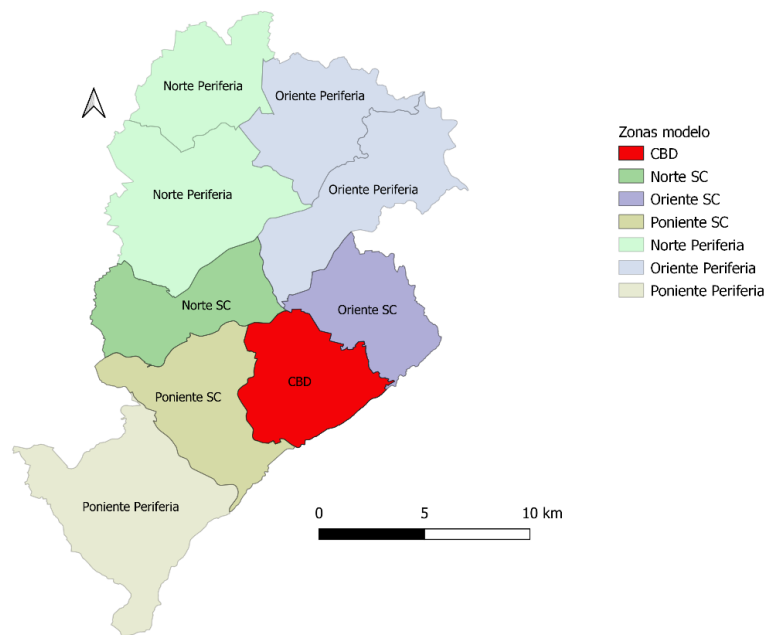 Norte Periferia
Oriente Periferia
Norte Periferia
Oriente Periferia
Norte SC
Oriente SC
CBD
Poniente SC
Poniente Periferia
0 5 10 km
Zonas modelo
CBD
Norte SC
Oriente SC
Poniente SC
Norte Periferia
Oriente Periferia
Poniente Periferia